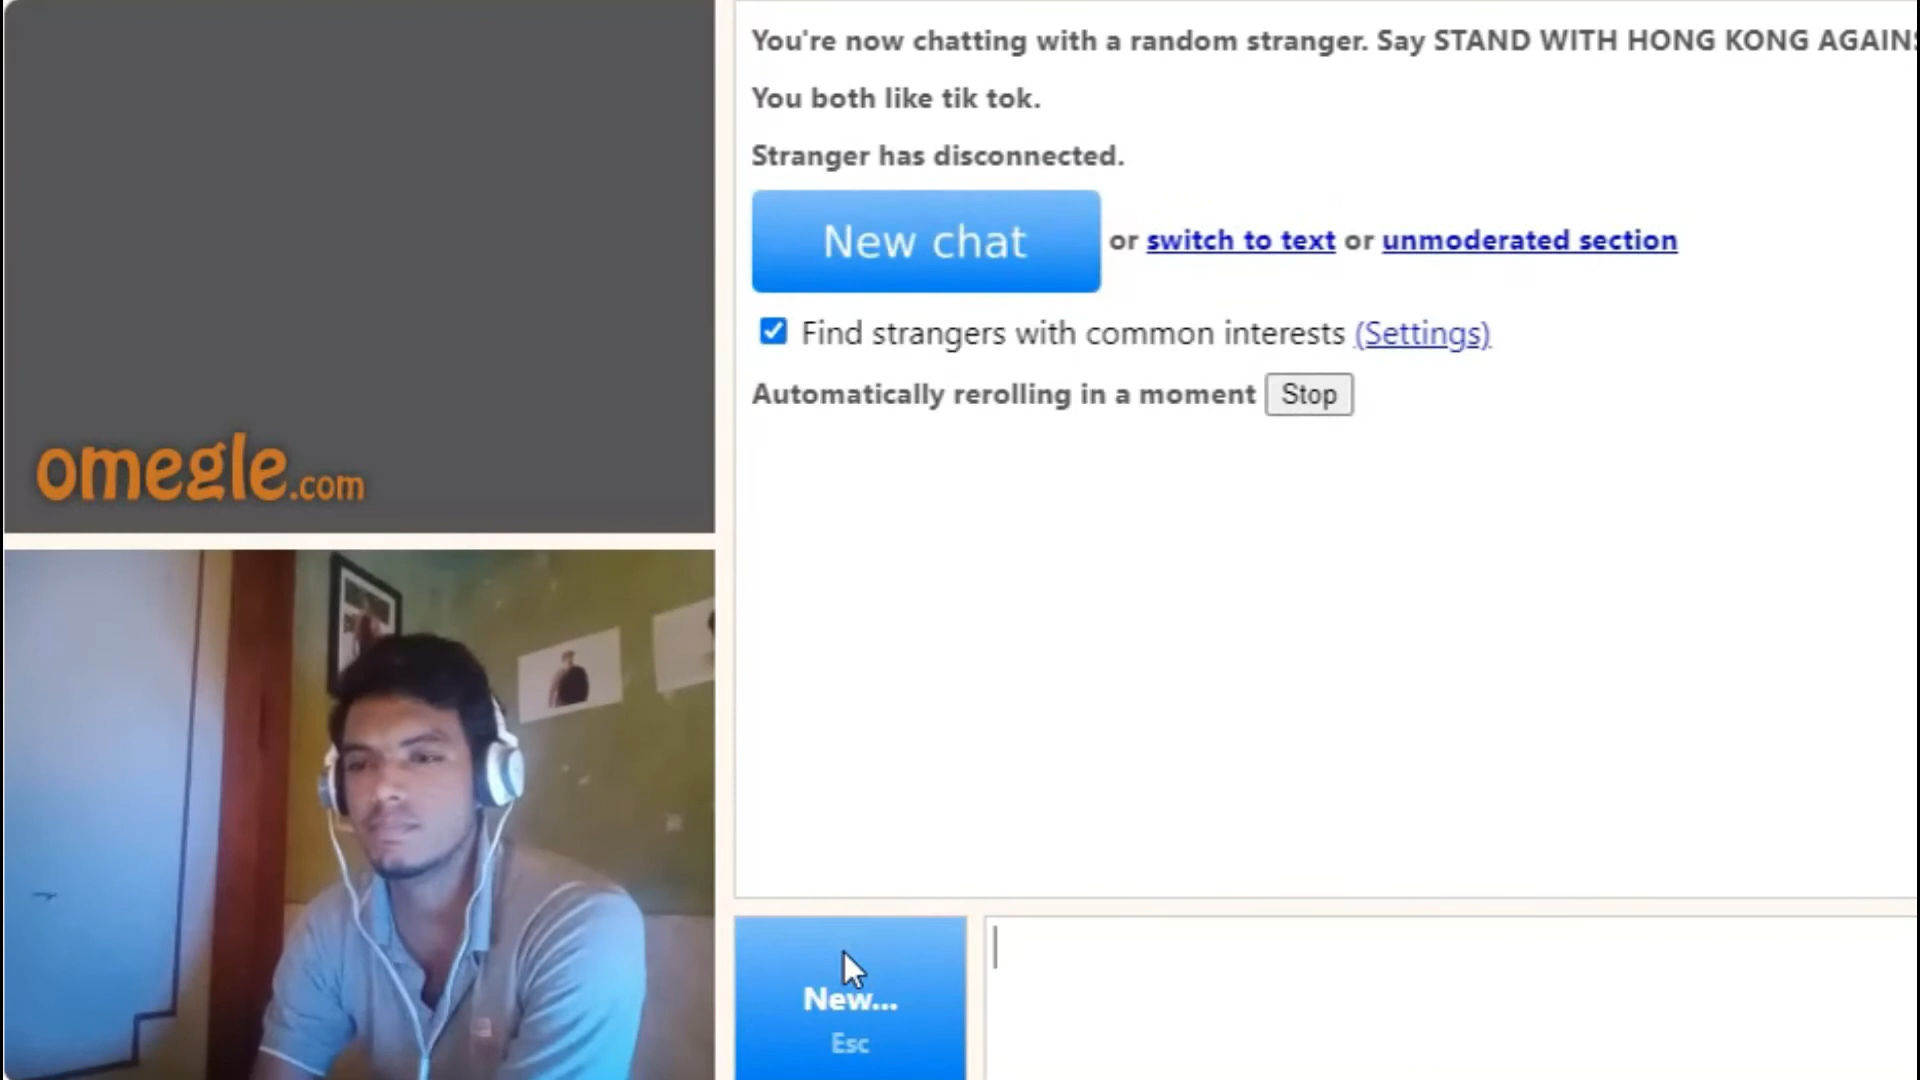 You're now chatting with a random stranger. Say STAND WITH HONG KONG AGAINS
You both like tik tok.
Stranger has disconnected.
New chat or switch to text or unmoderated section
Find strangers with common interests (Settings)
Automatically rerolling in a moment Stop
omegle.com
New...
Esc